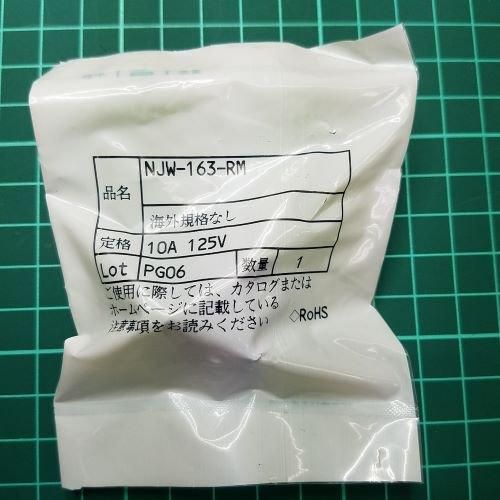 品名 NJW-163-RM
海外規格なし
定格 10A 125V
Lot PG06 数量 1
ご使用に際しては、カタログまたは
ホームページに記載している
注意事項をお読みください ◇RoHS